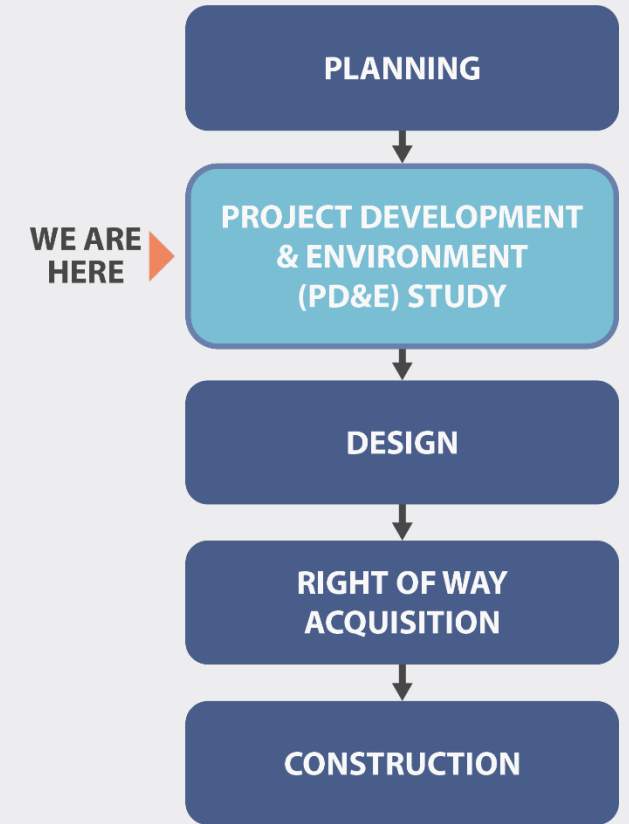 PLANNING
WE ARE
HERE
PROJECT DEVELOPMENT
& ENVIRONMENT
(PD&E) STUDY
DESIGN
RIGHT OF WAY
ACQUISITION
CONSTRUCTION